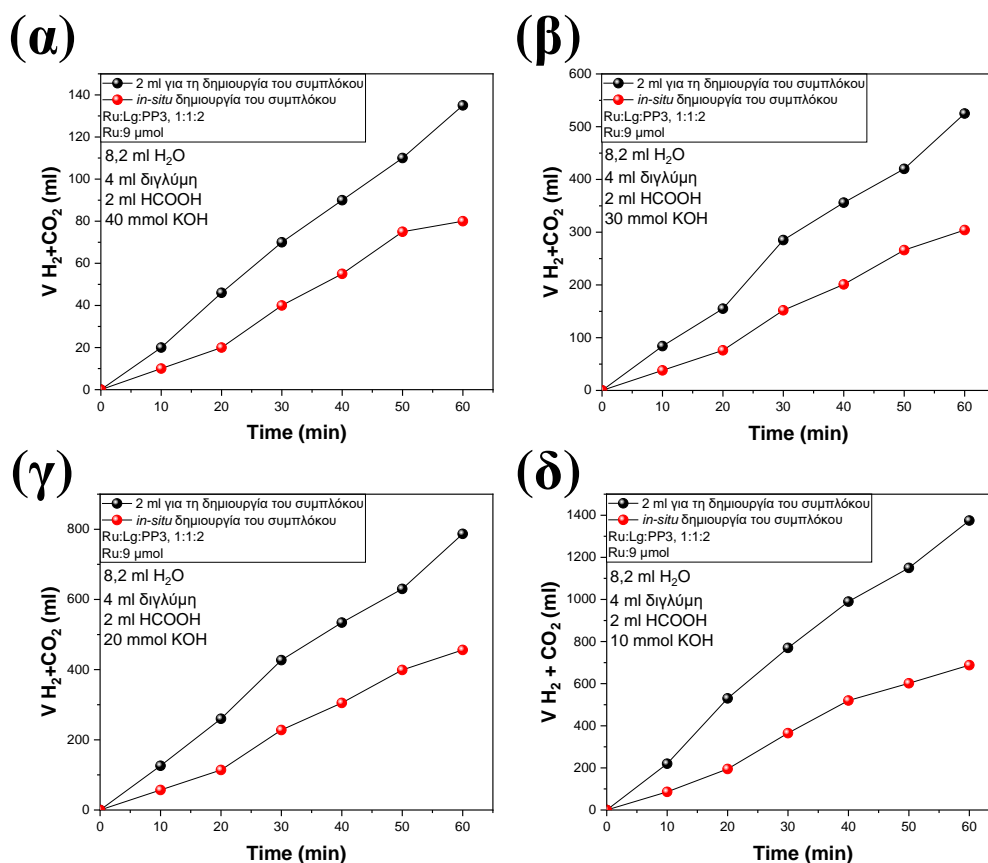 (α)
2 ml για τη δημιουργία του συμπλόκου
in-situ δημιουργία του συμπλόκου
Ru:Lg:PP3, 1:1:2
Ru:9 μmol
8,2 ml H₂O
4 ml διγλύμη
2 ml HCOOH
40 mmol KOH
V H₂+CO₂ (ml)
140
120
100
80
60
40
20
0
0 10 20 30 40 50 60
Time (min)
(β)
2 ml για τη δημιουργία του συμπλόκου
in-situ δημιουργία του συμπλόκου
Ru:Lg:PP3, 1:1:2
Ru:9 μmol
8,2 ml H₂O
4 ml διγλύμη
2 ml HCOOH
30 mmol KOH
V H₂+CO₂ (ml)
600
500
400
300
200
100
0
0 10 20 30 40 50 60
Time (min)
(γ)
2 ml για τη δημιουργία του συμπλόκου
in-situ δημιουργία του συμπλόκου
Ru:Lg:PP3, 1:1:2
Ru:9 μmol
8,2 ml H₂O
4 ml διγλύμη
2 ml HCOOH
20 mmol KOH
V H₂+CO₂ (ml)
800
600
400
200
0
0 10 20 30 40 50 60
Time (min)
(δ)
2 ml για τη δημιουργία του συμπλόκου
in-situ δημιουργία του συμπλόκου
Ru:Lg:PP3, 1:1:2
Ru:9 μmol
8,2 ml H₂O
4 ml διγλύμη
2 ml HCOOH
10 mmol KOH
V H₂ + CO₂ (ml)
1400
1200
1000
800
600
400
200
0
0 10 20 30 40 50 60
Time (min)